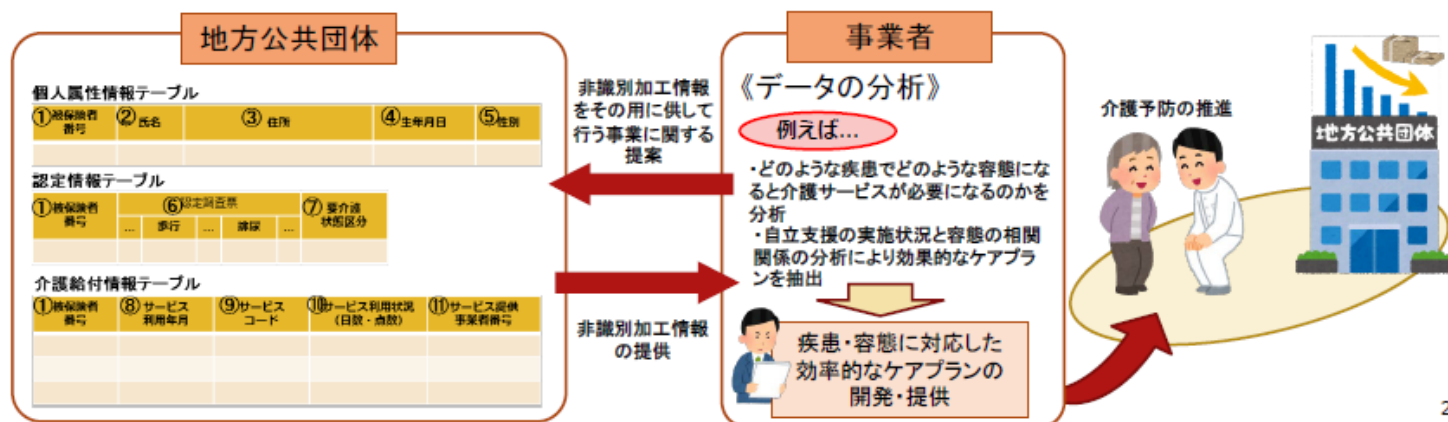 地方公共団体
個人属性情報テーブル
①被保険者番号 ②氏名 ③ 住所 ④生年月日 ⑤性別
認定情報テーブル
①被保険者番号 ⑥認定調査票 ⑦要介護状態区分
… 歩行 … 排尿 …
介護給付情報テーブル
①被保険者番号 ⑧サービス利用年月 ⑨サービスコード ⑩サービス利用状況(日数・点数) ⑪サービス提供事業者番号
非識別加工情報
をその用に供して
行う事業に関する
提案
非識別加工情報
の提供
事業者
《データの分析》
例えば…
・どのような疾患でどのような容態にな
ると介護サービスが必要になるのかを
分析
・自立支援の実施状況と容態の相関
関係の分析により効果的なケアプラ
ンを抽出
疾患・容態に対応した
効率的なケアプランの
開発・提供
介護予防の推進
地方公共団体
2